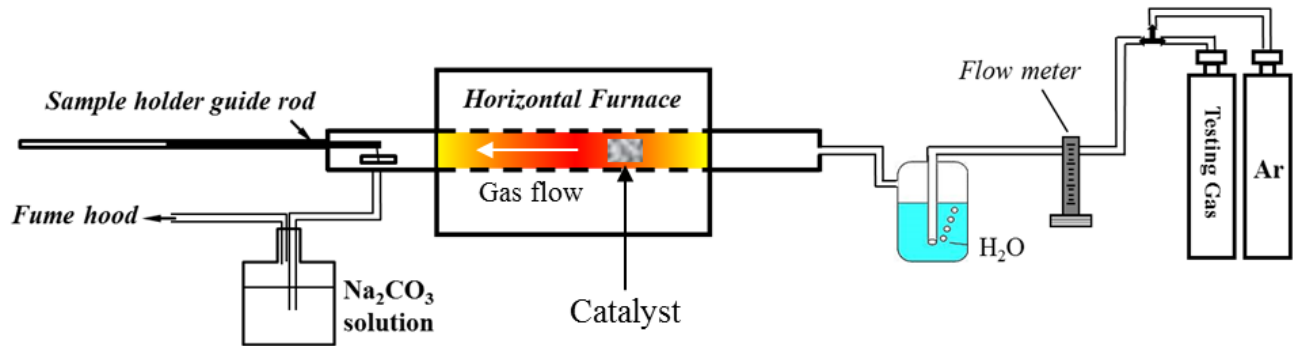 Sample holder guide rod
Horizontal Furnace
Flow meter
Testing Gas
Ar
Gas flow
Fume hood
H₂O
Na₂CO₃
solution
Catalyst